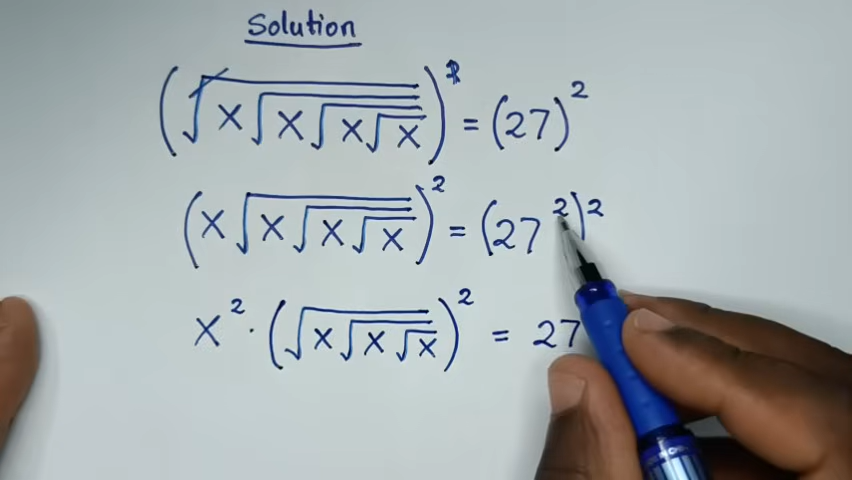 Solution
(√x√x√x√x)² = (27)²
(x√x√x√x)² = (27²)²
x² · (√x√x√x)² = 27